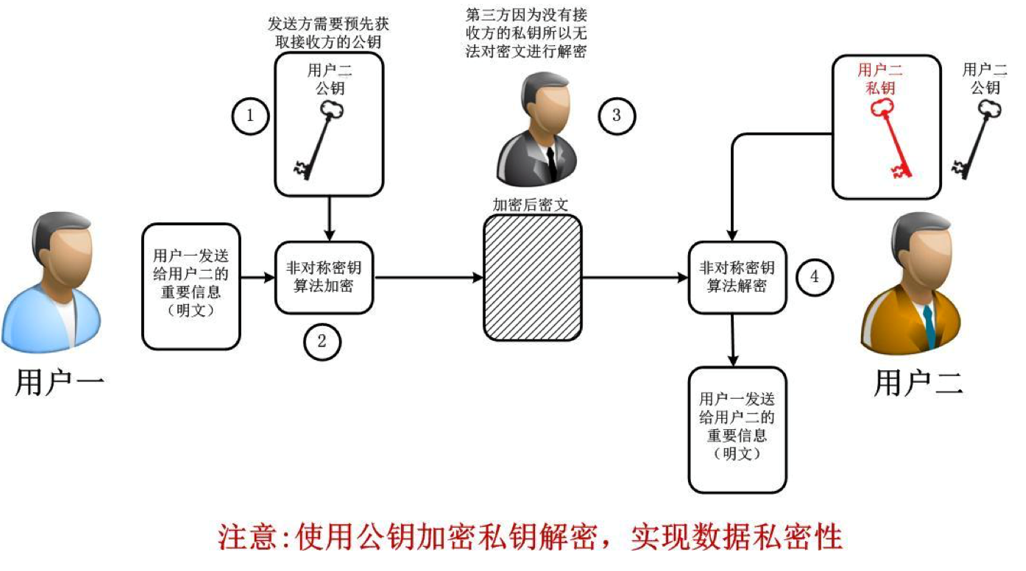 发送方需要预先获
取接收方的公钥
用户二
公钥
1
第三方因为没有接
收方的私钥所以无
法对密文进行解密
3
用户二
私钥
用户二
公钥
用户一发送
给用户二的
重要信息
（明文）
非对称密钥
算法加密
2
加密后密文
非对称密钥
算法解密
4
用户一
用户二
用户一发送
给用户二的
重要信息
（明文）
注意:使用公钥加密私钥解密，实现数据私密性